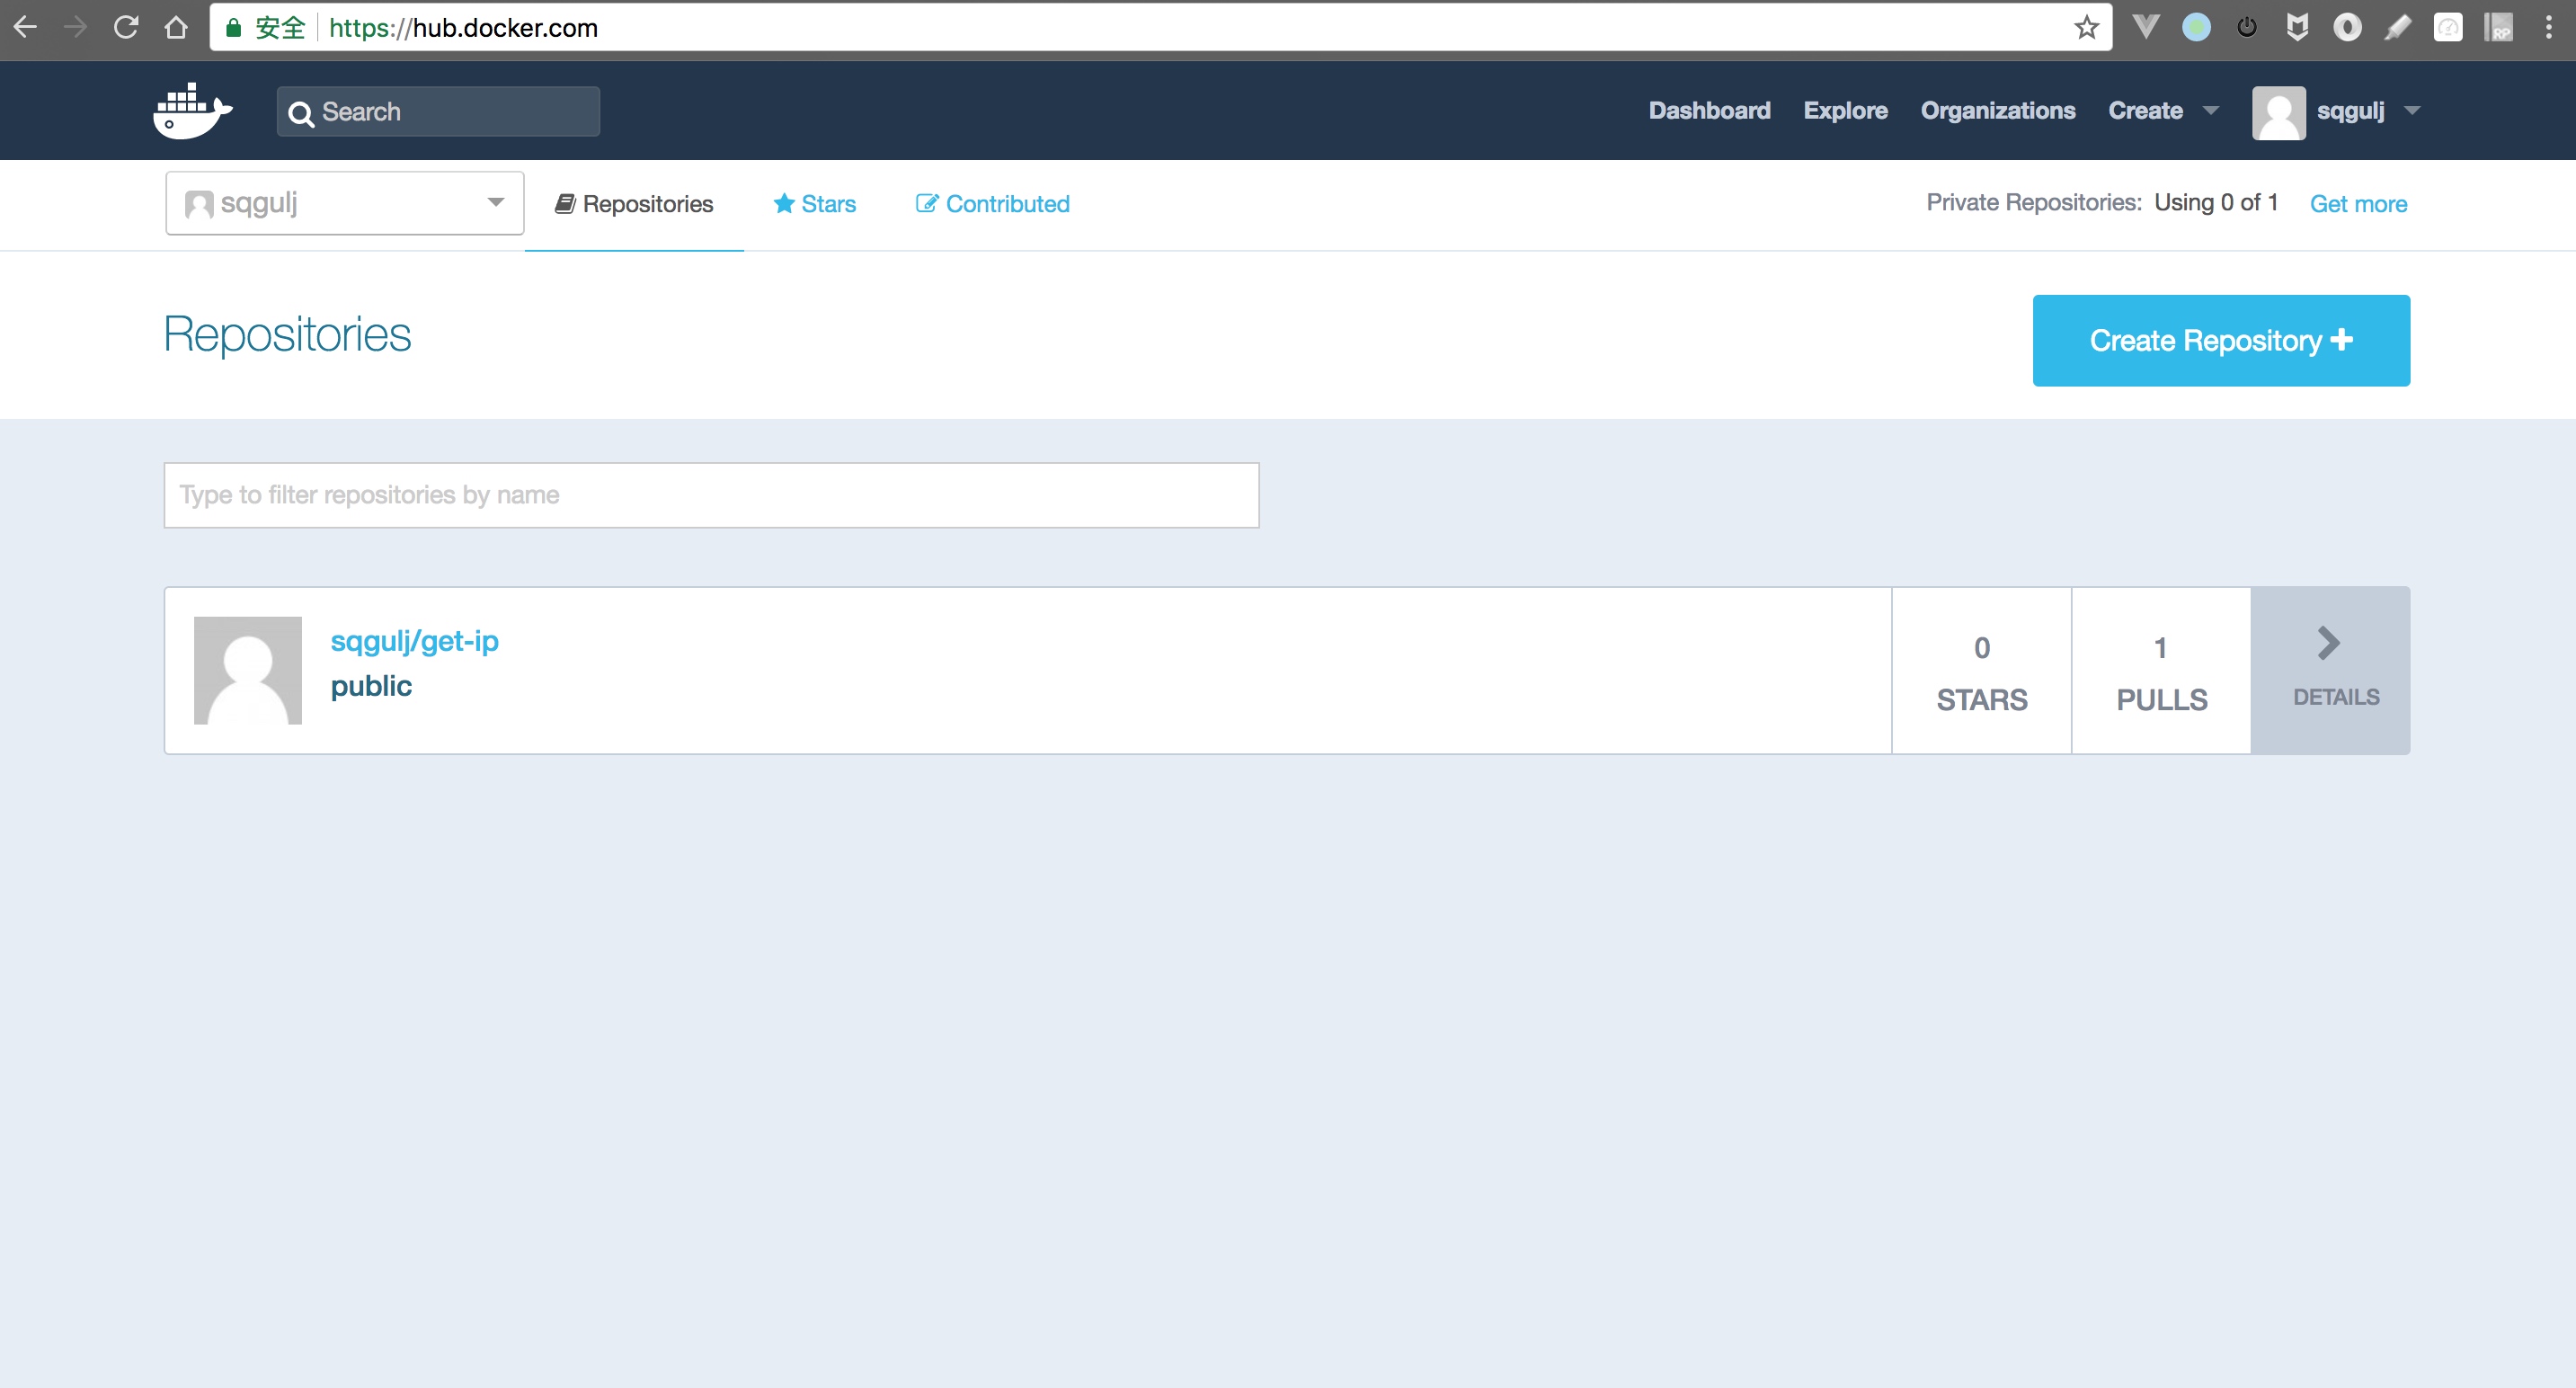 安全 https://hub.docker.com
RP
Search
Dashboard Explore Organizations Create sqgulj
sqgulj Repositories Stars Contributed Private Repositories: Using 0 of 1 Get more
Repositories
Create Repository
Type to filter repositories by name
sqgulj/get-ip
public
0
STARS
1
PULLS
DETAILS